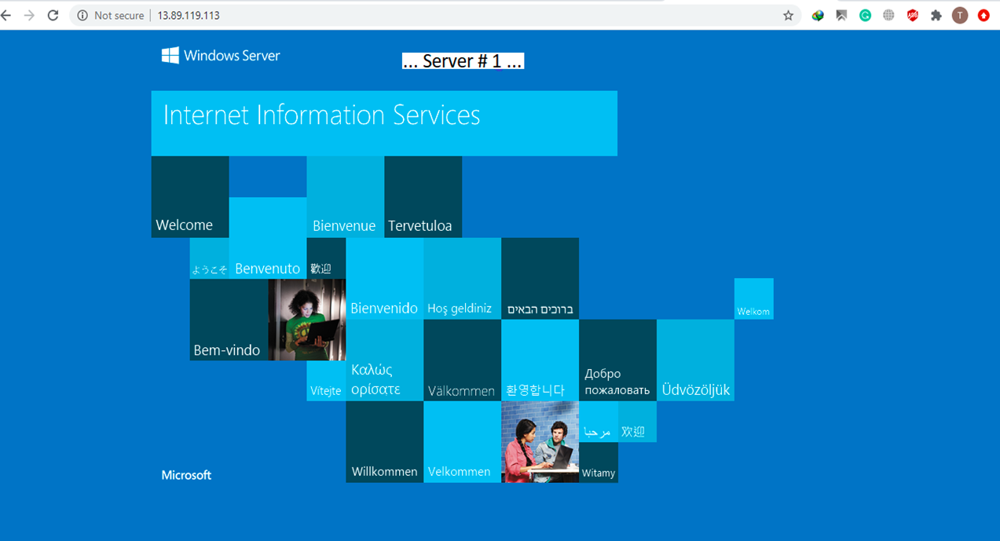 Not secure
13.89.119.113
T
Windows Server
... Server # 1 ...
Internet Information Services
Welcome
Bienvenue
Tervetuloa
ようこそ
Benvenuto
歡迎
Bienvenido
Hoş geldiniz
ברוכים הבאים
Welkom
Bem-vindo
Vítejte
Καλώς
ορίσατε
Välkommen
환영합니다
Добро
пожаловать
Üdvözöljük
مرحبا
欢迎
Willkommen
Velkommen
Witamy
Microsoft